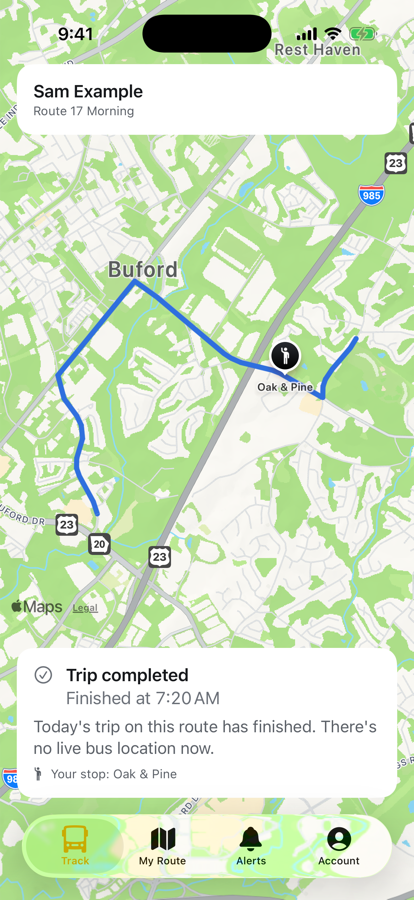 9:41
Rest Haven
Sam Example
Route 17 Morning
23
985
Buford
Oak & Pine
23
20
23
Maps
Legal
Trip completed
Finished at 7:20 AM
Today's trip on this route has finished. There's
no live bus location now.
Your stop: Oak & Pine
Track
My Route
Alerts
Account